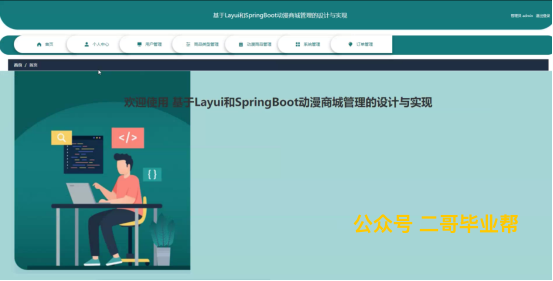 基于Layui和SpringBoot动漫商城管理的设计与实现
管理员 admin 退出登录
首页 个人中心 用户管理 商品类型管理 动漫商品管理 系统管理 订单管理
/ 首页
欢迎使用 基于Layui和SpringBoot动漫商城管理的设计与实现
</>
{}
公众号 二哥毕业帮